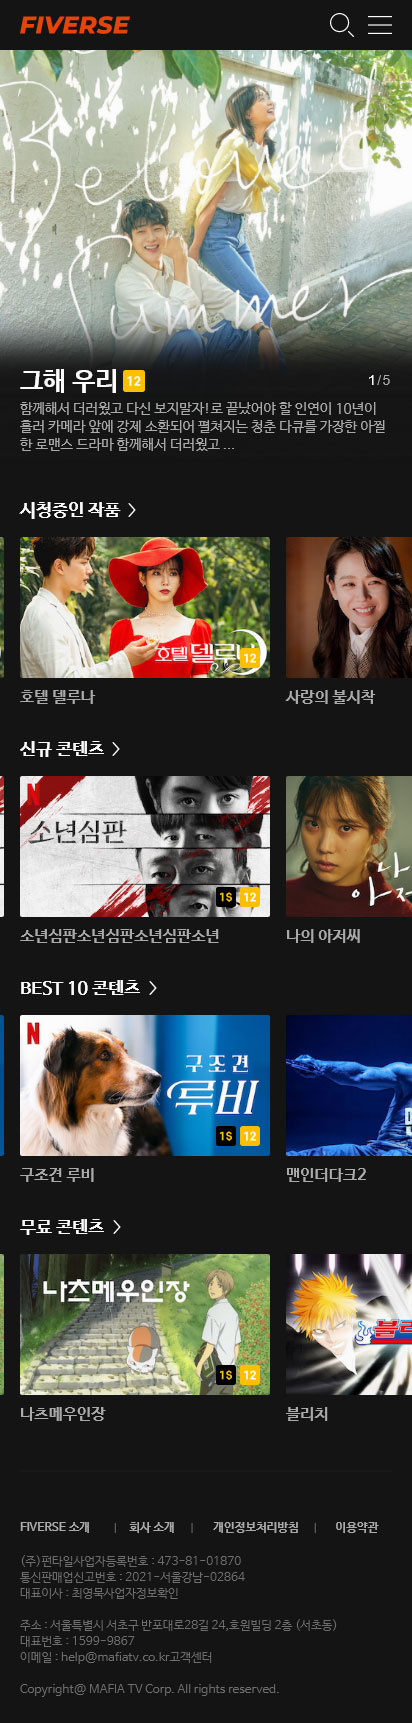 FIVERSE
Beloved
Summer
그해 우리 12
1/5
함께해서 더러웠고 다신 보지말자!로 끝났어야 할 인연이 10년이
흘러 카메라 앞에 강제 소환되어 펼쳐지는 청춘 다큐를 가장한 아찔
한 로맨스 드라마 함께해서 더러웠고 ...
시청중인 작품 >
호텔 델루나
12
호텔 델루나
사랑의 불시착
신규 콘텐츠 >
N
소년심판
1$ 12
소년심판소년심판소년심판소년
나의
아저씨
나의 아저씨
BEST 10 콘텐츠 >
N
구조견
루비
1$ 12
구조견 루비
맨인더다크2
무료 콘텐츠 >
나츠메우인장
1$ 12
나츠메우인장
블리
블리치
FIVERSE 소개 | 회사 소개 | 개인정보처리방침 | 이용약관
(주)펀타일사업자등록번호 : 473-81-01870
통신판매업신고번호 : 2021-서울강남-02864
대표이사 : 최영묵사업자정보확인
주소 : 서울특별시 서초구 반포대로28길 24,호원빌딩 2층 (서초동)
대표번호 : 1599-9867
이메일 : help@mafiatv.co.kr고객센터
Copyright@ MAFIA TV Corp. All rights reserved.